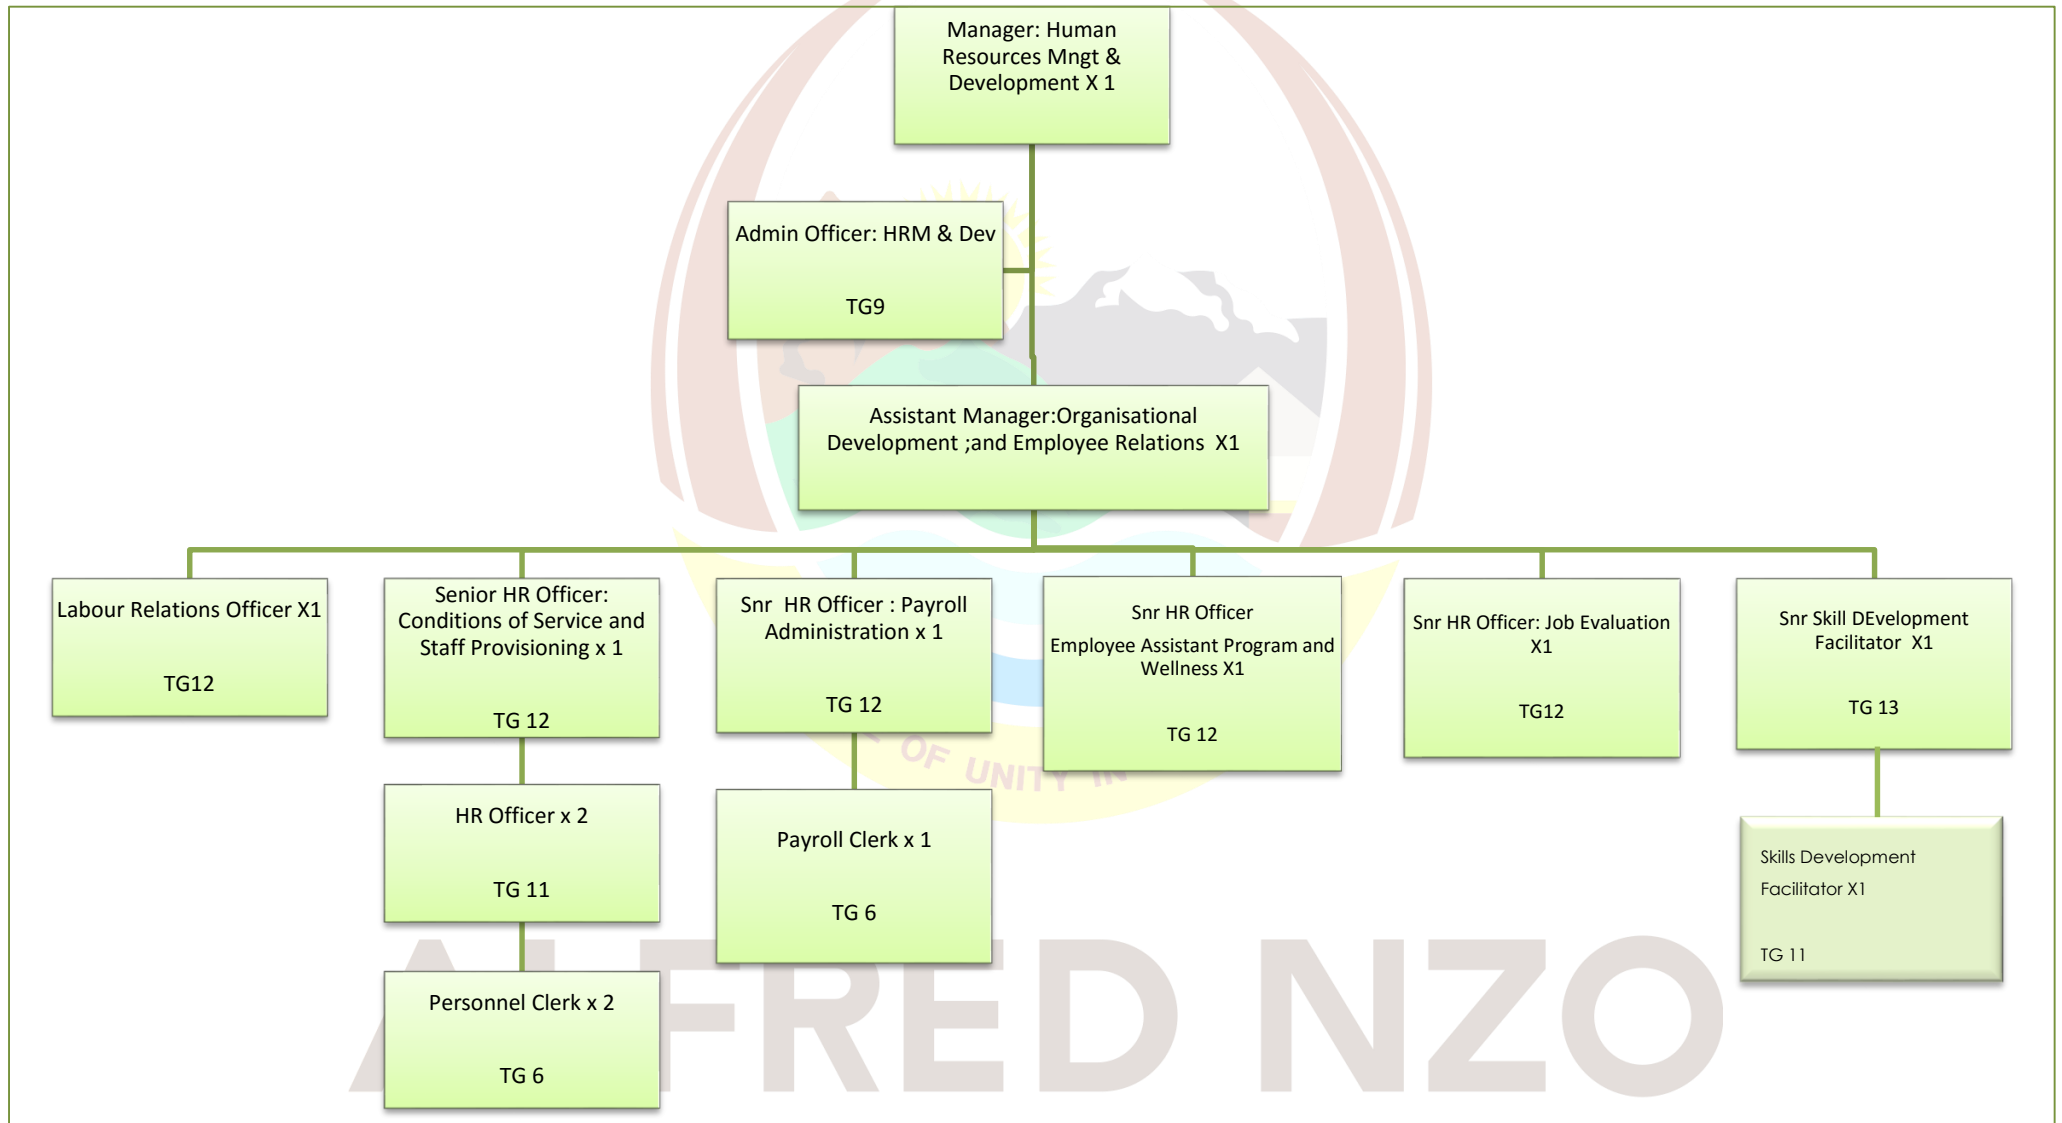 Manager: Human
Resources Mngt &
Development X 1
Admin Officer: HRM & Dev
TG9
Assistant Manager:Organisational
Development ;and Employee Relations  X1
Labour Relations Officer X1
TG12
Senior HR Officer:
Conditions of Service and
Staff Provisioning x 1
TG 12
Snr  HR Officer : Payroll
Administration x 1
TG 12
Snr HR Officer
Employee Assistant Program and
Wellness X1
TG 12
Snr HR Officer: Job Evaluation
X1
TG12
Snr Skill DEvelopment
Facilitator  X1
TG 13
HR Officer x 2
TG 11
Payroll Clerk x 1
TG 6
Skills Development
Facilitator X1
TG 11
Personnel Clerk x 2
TG 6
OF UNITY IN
ALFRED NZO